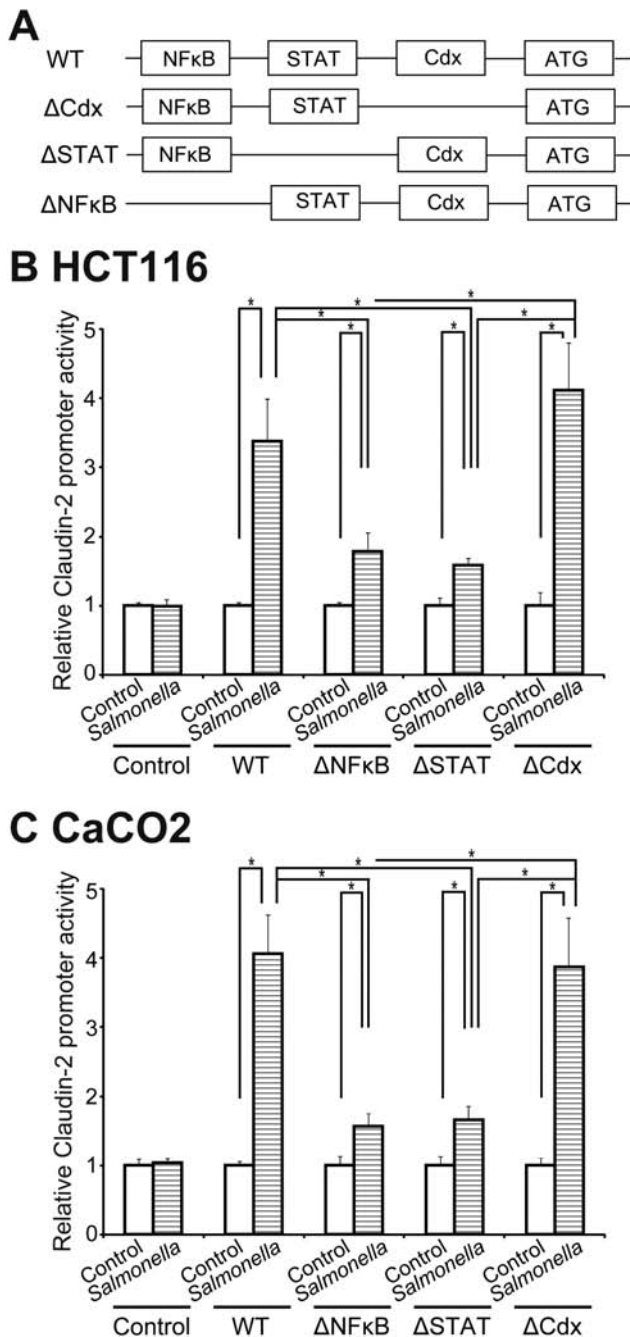 A
WT NFκB STAT Cdx ATG
ΔCdx NFκB STAT ATG
ΔSTAT NFκB Cdx ATG
ΔNFκB STAT Cdx ATG
B HCT116
Relative Claudin-2 promoter activity
5
4
3
2
1
0
* * * * * * * *
Control Salmonella Control Salmonella Control Salmonella Control Salmonella Control Salmonella
Control WT ΔNFκB ΔSTAT ΔCdx
C CaCO2
Relative Claudin-2 promoter activity
5
4
3
2
1
0
* * * * * * * *
Control Salmonella Control Salmonella Control Salmonella Control Salmonella Control Salmonella
Control WT ΔNFκB ΔSTAT ΔCdx